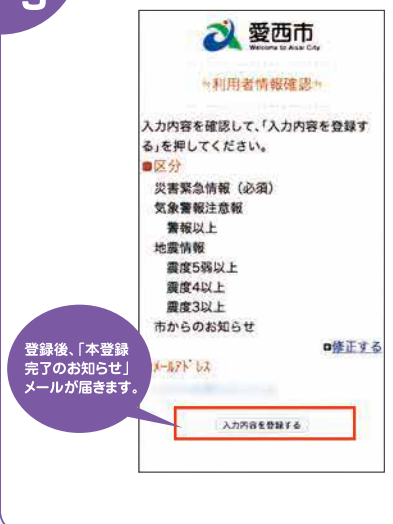 愛西市
Welcome to Aisai City
~利用者情報確認~
入力内容を確認して、「入力内容を登録す
る」を押してください。
■区分
災害緊急情報（必須）
気象警報注意報
警報以上
地震情報
震度5弱以上
震度4以上
震度3以上
市からのお知らせ
修正する
メールアドレス
入力内容を登録する
登録後、「本登録
完了のお知らせ」
メールが届きます。